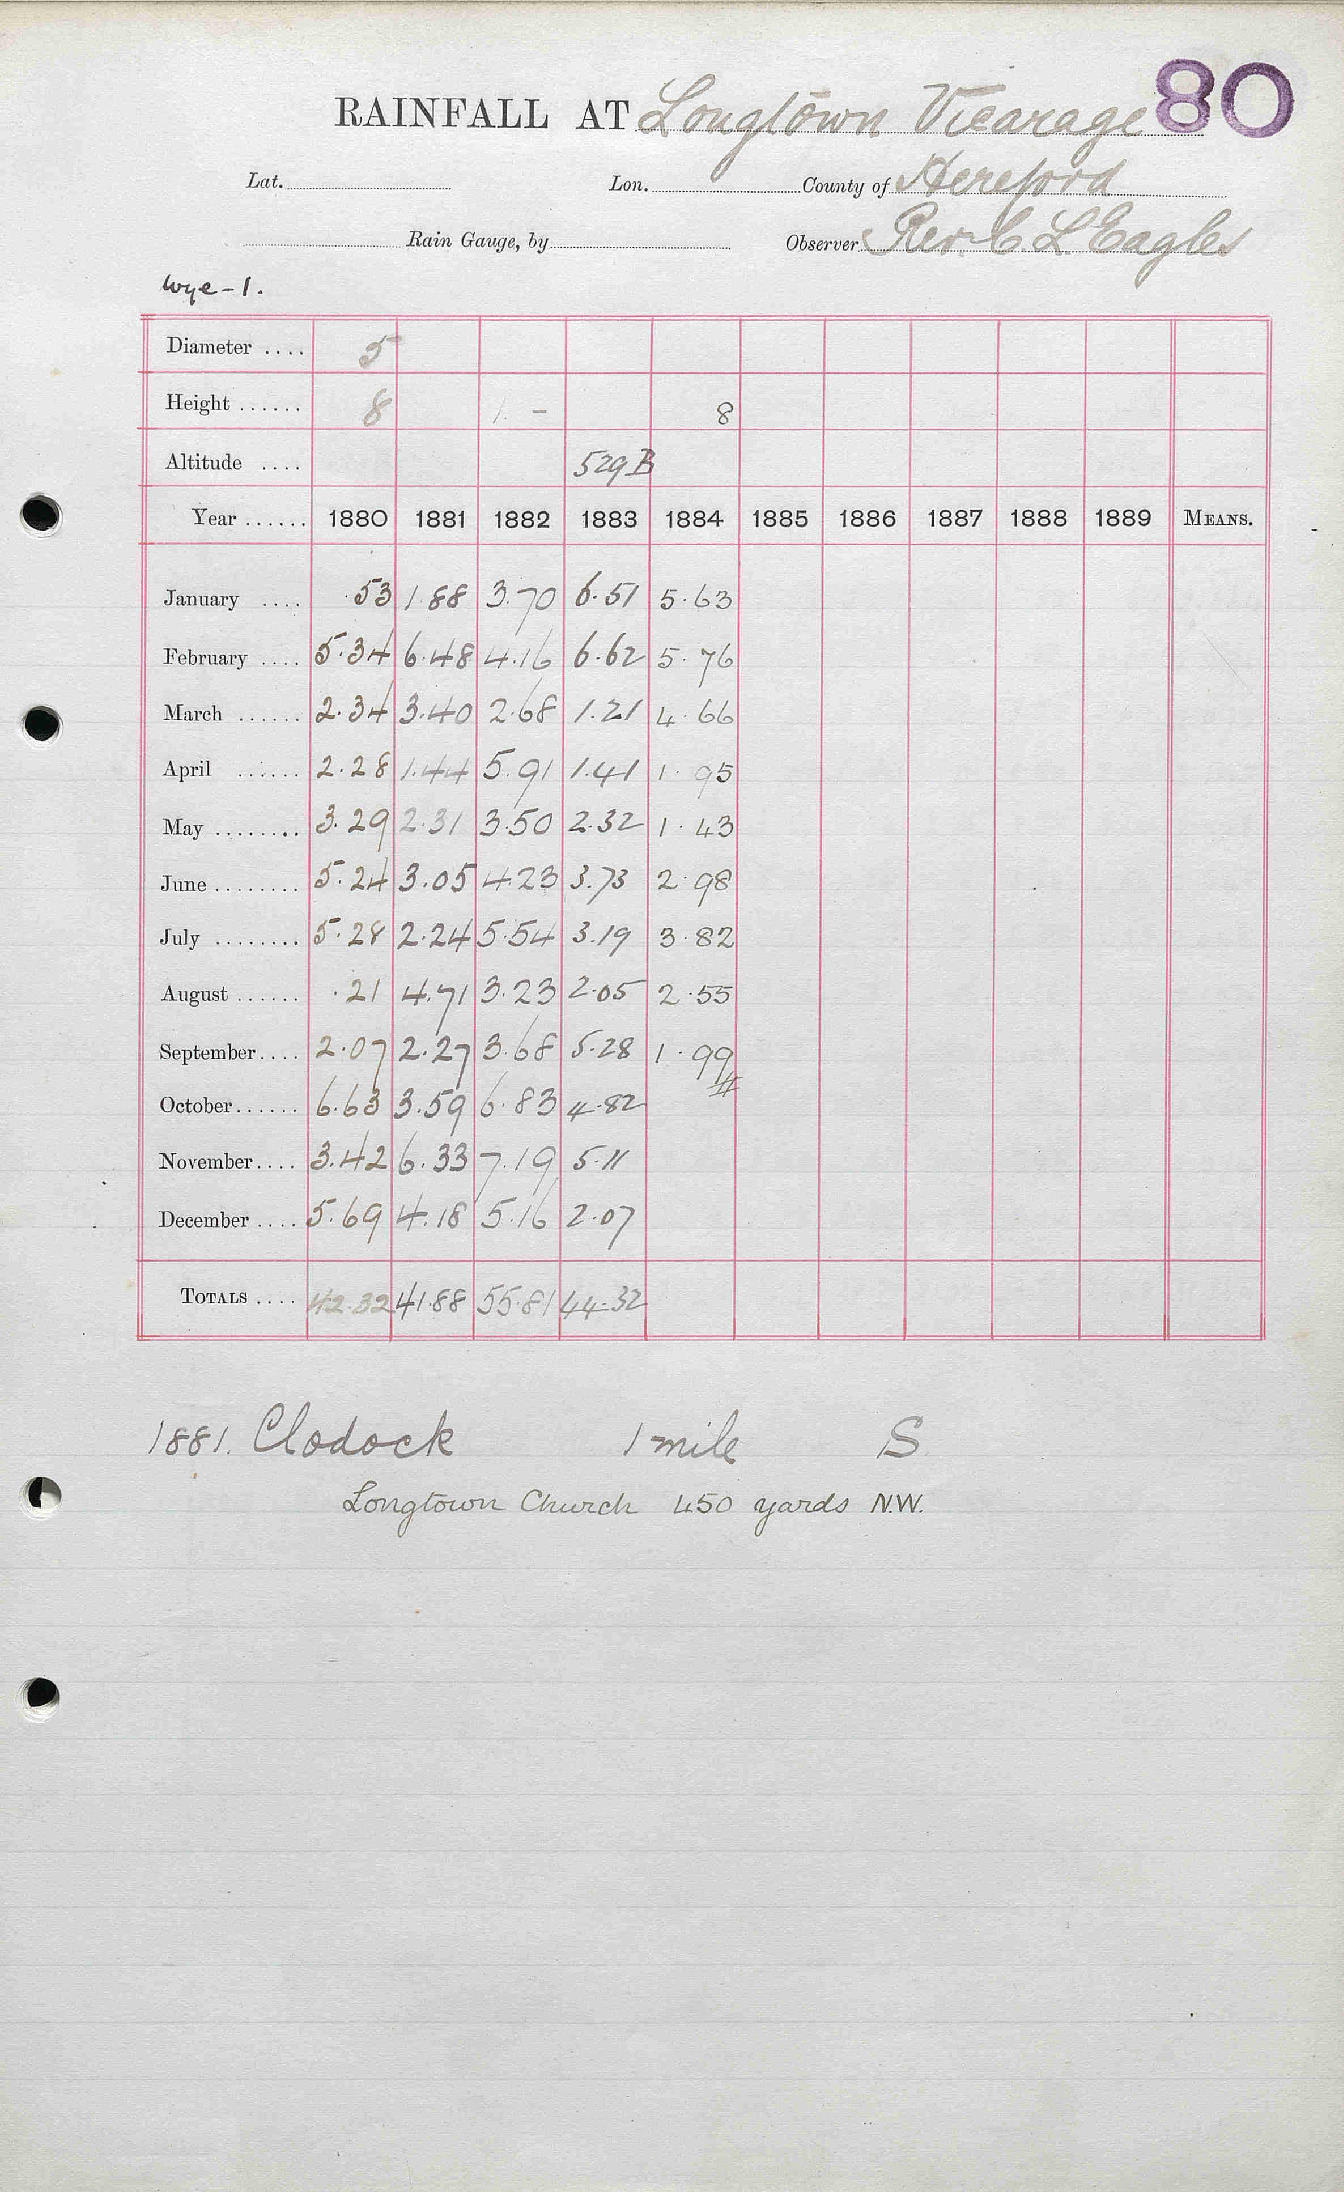 RAINFALL AT Longtown Vicarage 80
Lat. Lon. County of Hereford
Rain Gauge, by Observer Rev. C. L. Eagles
Wye-1.
Diameter .... 5
Height ...... 8 1. - 8
Altitude .... 529 B
Year ...... 1880 1881 1882 1883 1884 1885 1886 1887 1888 1889 MEANS.
January .... .53 1.88 3.70 6.51 5.63
February .... 5.34 6.48 4.16 6.62 5.76
March ...... 2.34 3.40 2.68 1.21 4.66
April ...... 2.28 1.44 5.91 1.41 1.95
May ........ 3.29 2.31 3.50 2.32 1.43
June ........ 5.24 3.05 4.23 3.73 2.98
July ........ 5.28 2.24 5.54 3.19 3.82
August ...... .21 4.71 3.23 2.05 2.55
September .... 2.07 2.27 3.68 5.28 1.99
October ...... 6.63 3.59 6.83 4.82
November .... 3.42 6.33 7.19 5.11
December .... 5.69 4.18 5.16 2.07
TOTALS .... 42.32 41.88 55.81 44.32
1881. Clodock 1 mile S
Longtown Church 450 yards N.W.